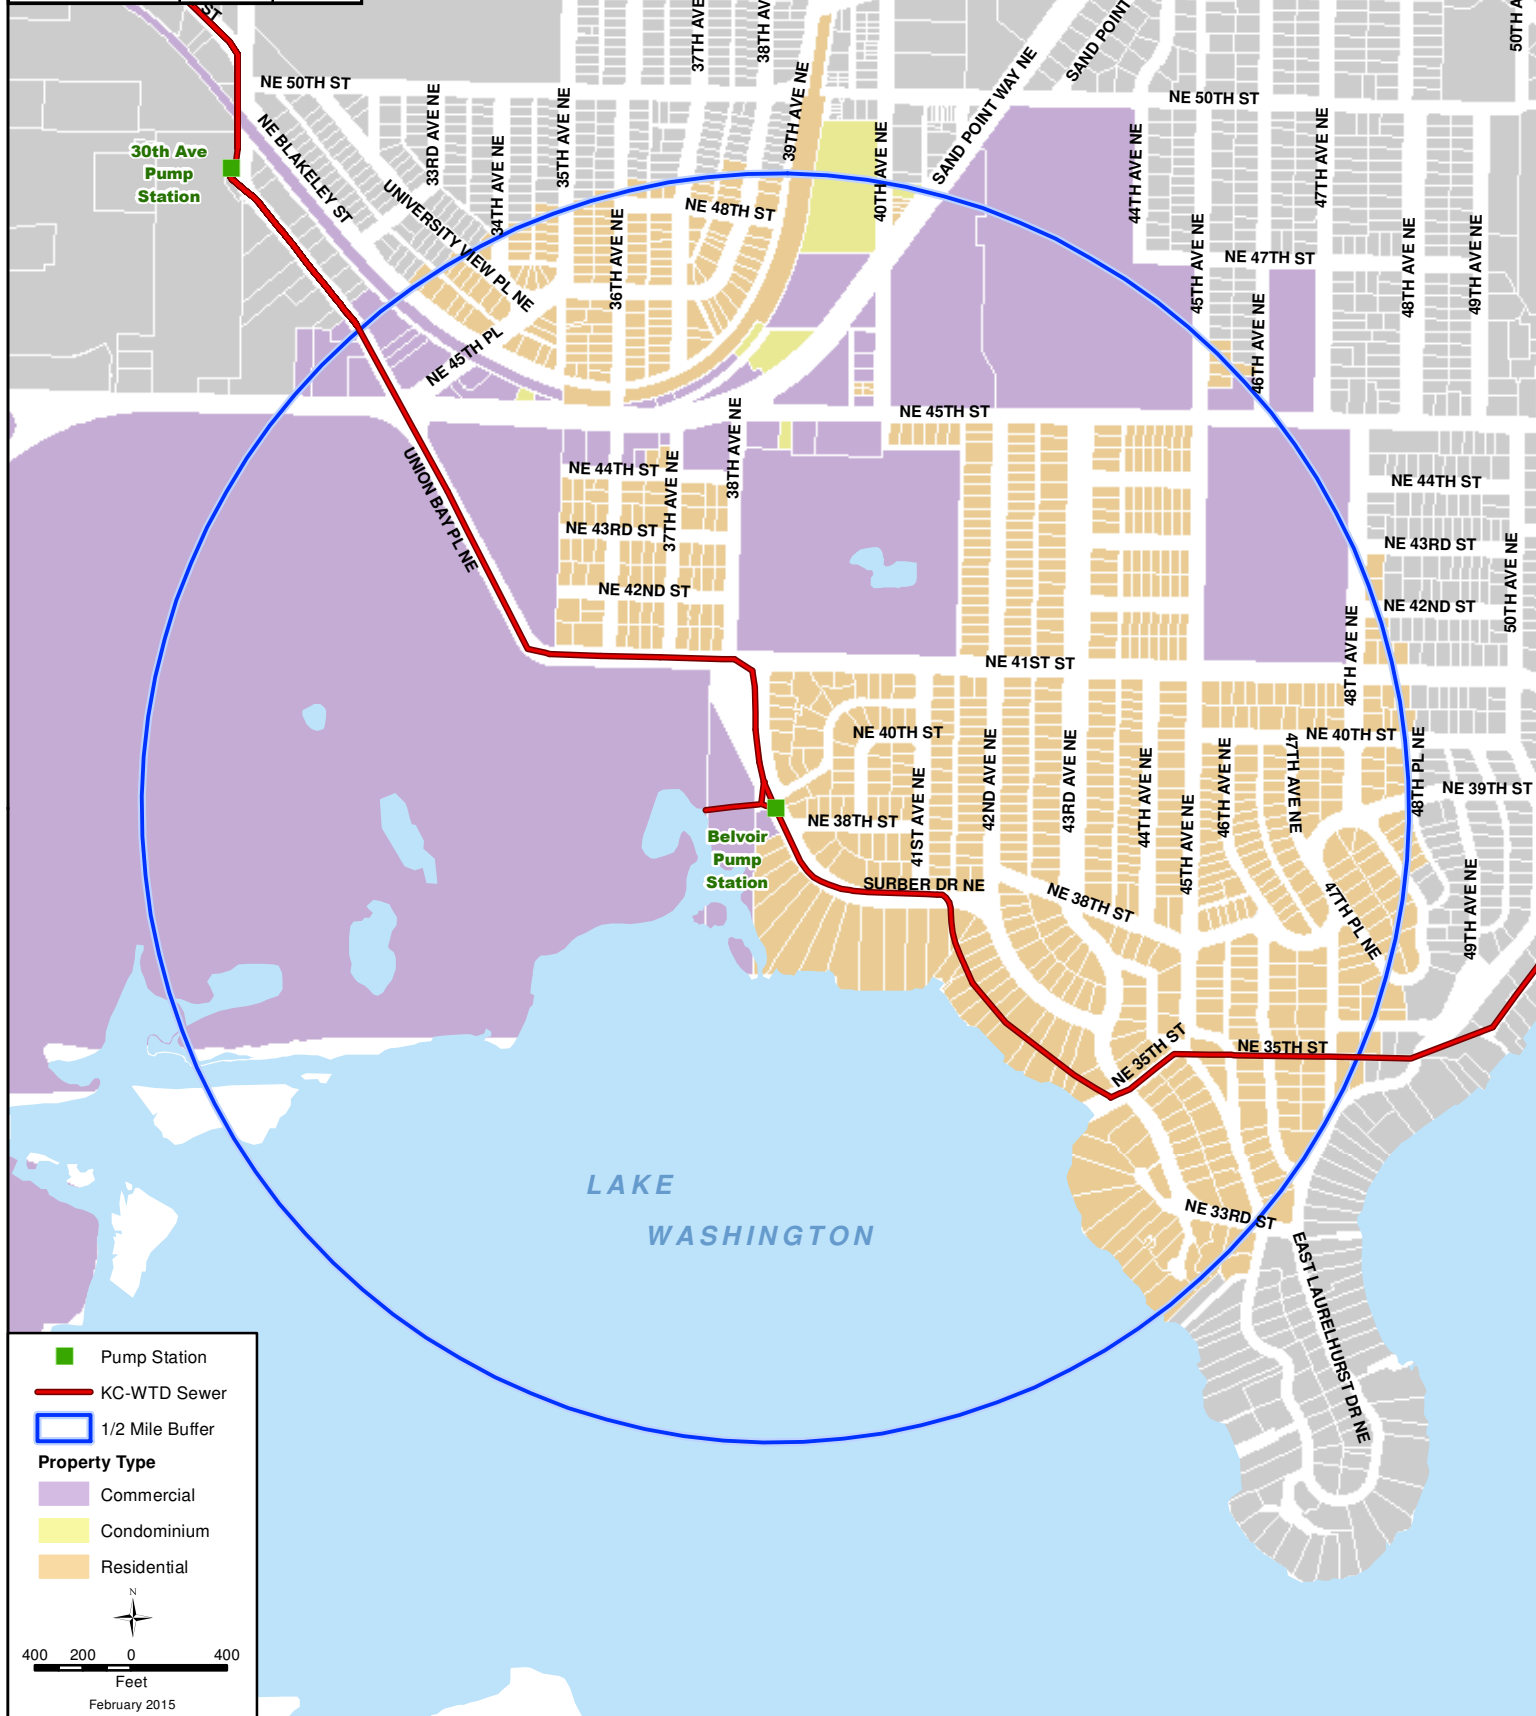 ST
37TH AVE
38TH AV
SAND POINT
50TH A
NE 50TH ST
39TH AVE NE
SAND POINT WAY NE
NE 50TH ST
30th Ave
Pump
Station
NE BLAKELEY ST
33RD AVE NE
34TH AVE NE
35TH AVE NE
40TH AVE NE
44TH AVE NE
47TH AVE NE
UNIVERSITY VIEW PL NE
NE 48TH ST
36TH AVE NE
45TH AVE NE
NE 47TH ST
48TH AVE NE
49TH AVE NE
46TH AVE NE
NE 45TH PL
38TH AVE NE
NE 45TH ST
UNION BAY PL NE
NE 44TH ST
37TH AVE NE
NE 44TH ST
NE 43RD ST
NE 43RD ST
50TH AVE NE
NE 42ND ST
NE 42ND ST
48TH AVE NE
NE 41ST ST
NE 40TH ST
NE 40TH ST
42ND AVE NE
43RD AVE NE
44TH AVE NE
46TH AVE NE
47TH AVE NE
48TH PL NE
NE 39TH ST
41ST AVE NE
45TH AVE NE
NE 38TH ST
Belvoir
Pump
Station
SURBER DR NE
NE 38TH ST
47TH PL NE
49TH AVE NE
NE 35TH ST
NE 35TH ST
LAKE
WASHINGTON
NE 33RD ST
EAST LAURELHURST DR NE
Pump Station
KC-WTD Sewer
1/2 Mile Buffer
Property Type
Commercial
Condominium
Residential
N
400 200 0 400
Feet
February 2015